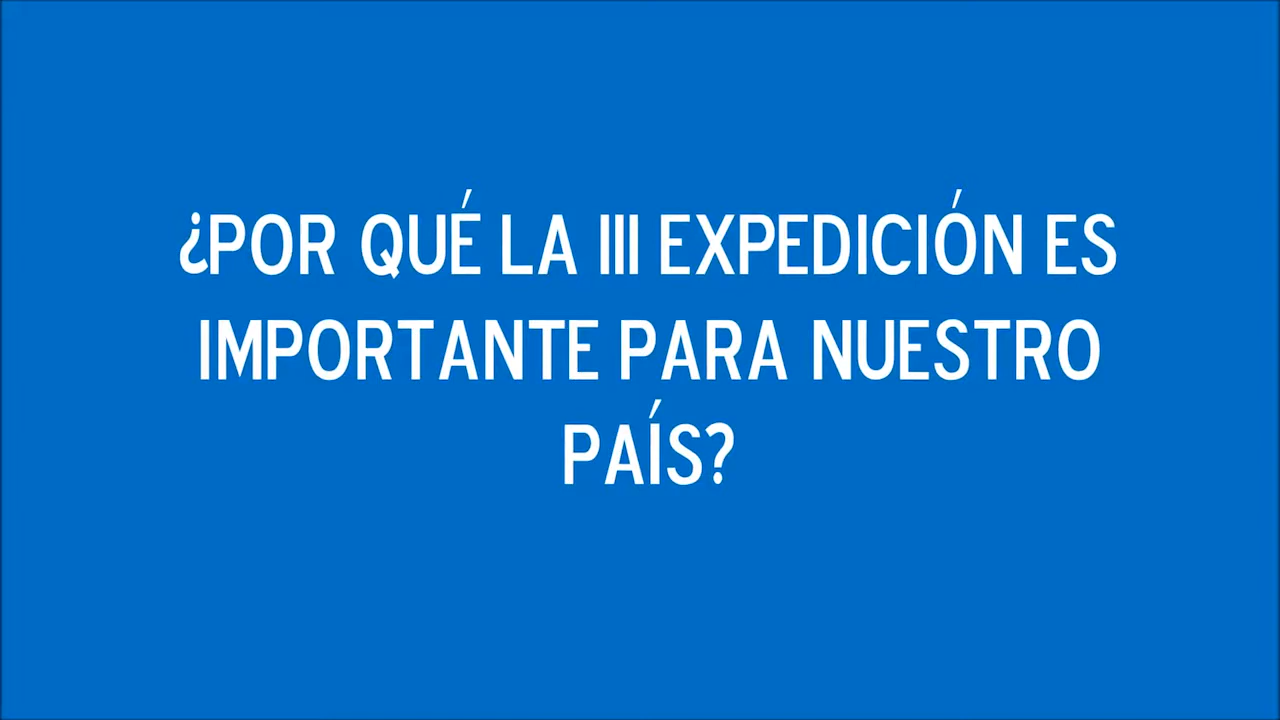 ¿POR QUÉ LA III EXPEDICIÓN ES
IMPORTANTE PARA NUESTRO
PAÍS?